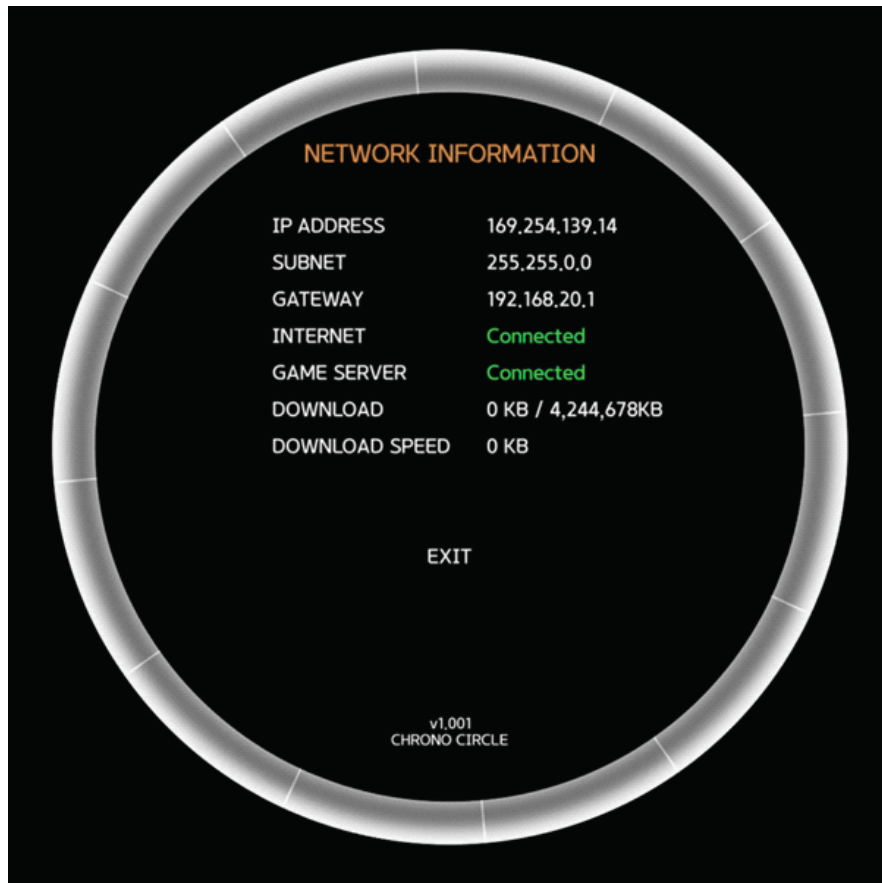 NETWORK INFORMATION
IP ADDRESS 169.254.139.14
SUBNET 255.255.0.0
GATEWAY 192.168.20.1
INTERNET Connected
GAME SERVER Connected
DOWNLOAD 0 KB / 4,244,678KB
DOWNLOAD SPEED 0 KB
EXIT
v1.001
CHRONO CIRCLE